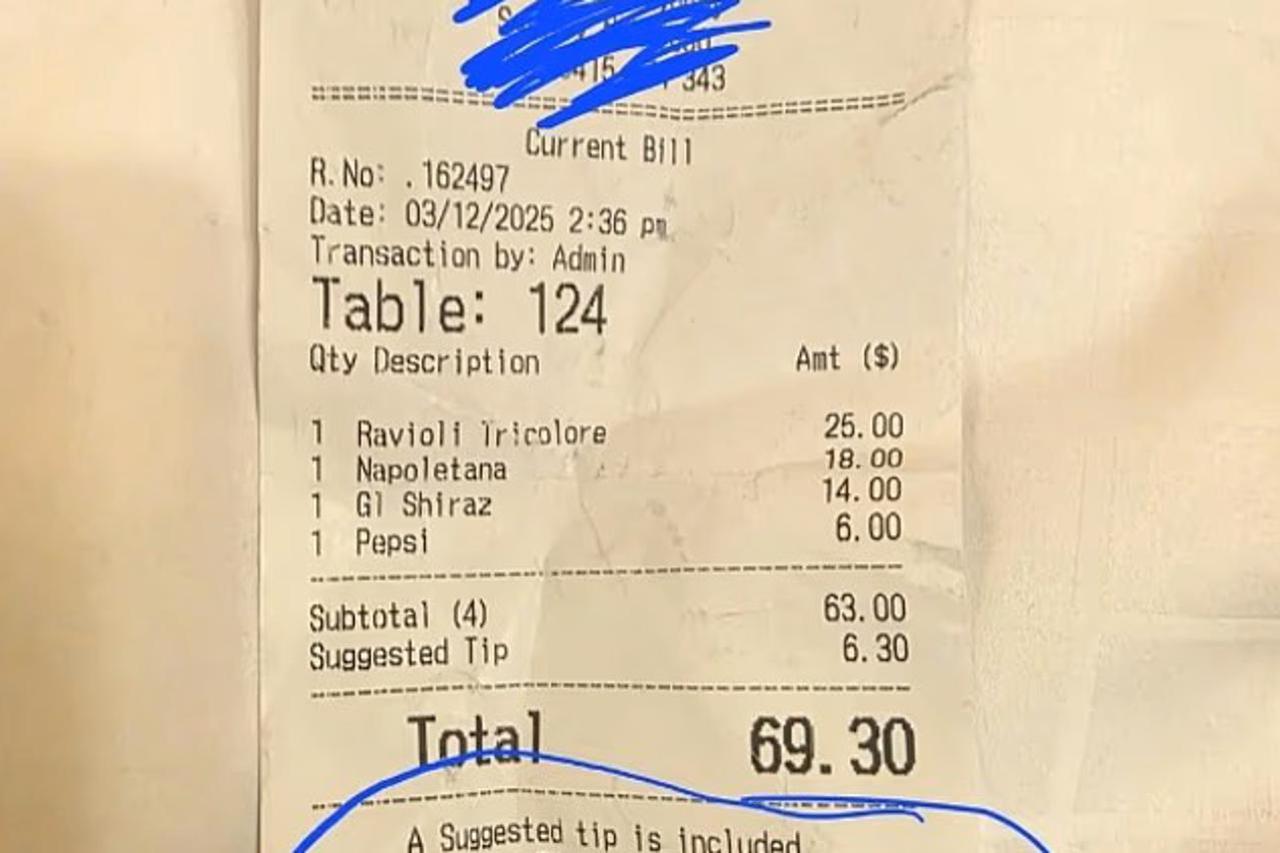 343
Current Bill
R.No: .162497
Date: 03/12/2025 2:36 pm
Transaction by: Admin
Table: 124
Qty Description Amt ($)
1 Ravioli Tricolore 25.00
1 Napoletana 18.00
1 Gl Shiraz 14.00
1 Pepsi 6.00
Subtotal (4) 63.00
Suggested Tip 6.30
Total 69.30
A Suggested tip is included